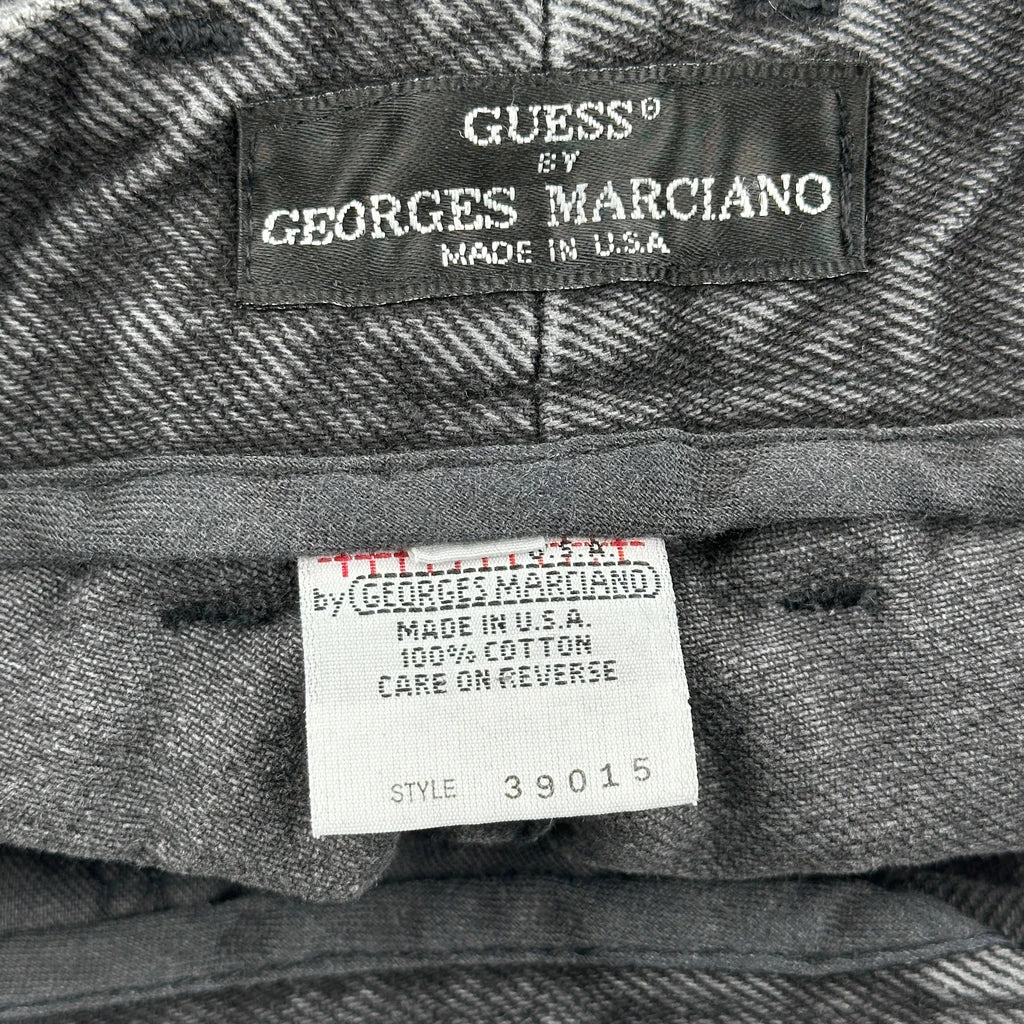 GUESS®
BY
GEORGES MARCIANO
MADE IN U.S.A
U.S.A.
by GEORGES MARCIANO
MADE IN U.S.A.
100% COTTON
CARE ON REVERSE
STYLE 39015